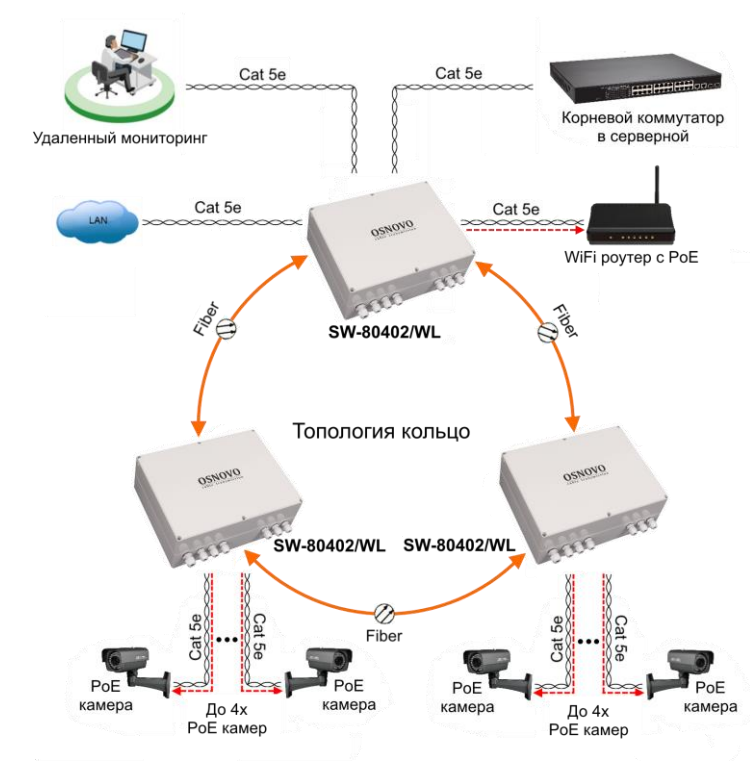 Cat 5e
Cat 5e
Удаленный мониторинг
Корневой коммутатор
в серверной
LAN
Cat 5e
OSNOVO
Cat 5e
WiFi роутер с PoE
Fiber
SW-80402/WL
Fiber
Топология кольцо
OSNOVO
OSNOVO
SW-80402/WL
SW-80402/WL
Fiber
Cat 5e
Cat 5e
Cat 5e
Cat 5e
PoE
камера
PoE
камера
До 4х
PoE камер
PoE
камера
PoE
камера
До 4х
PoE камер